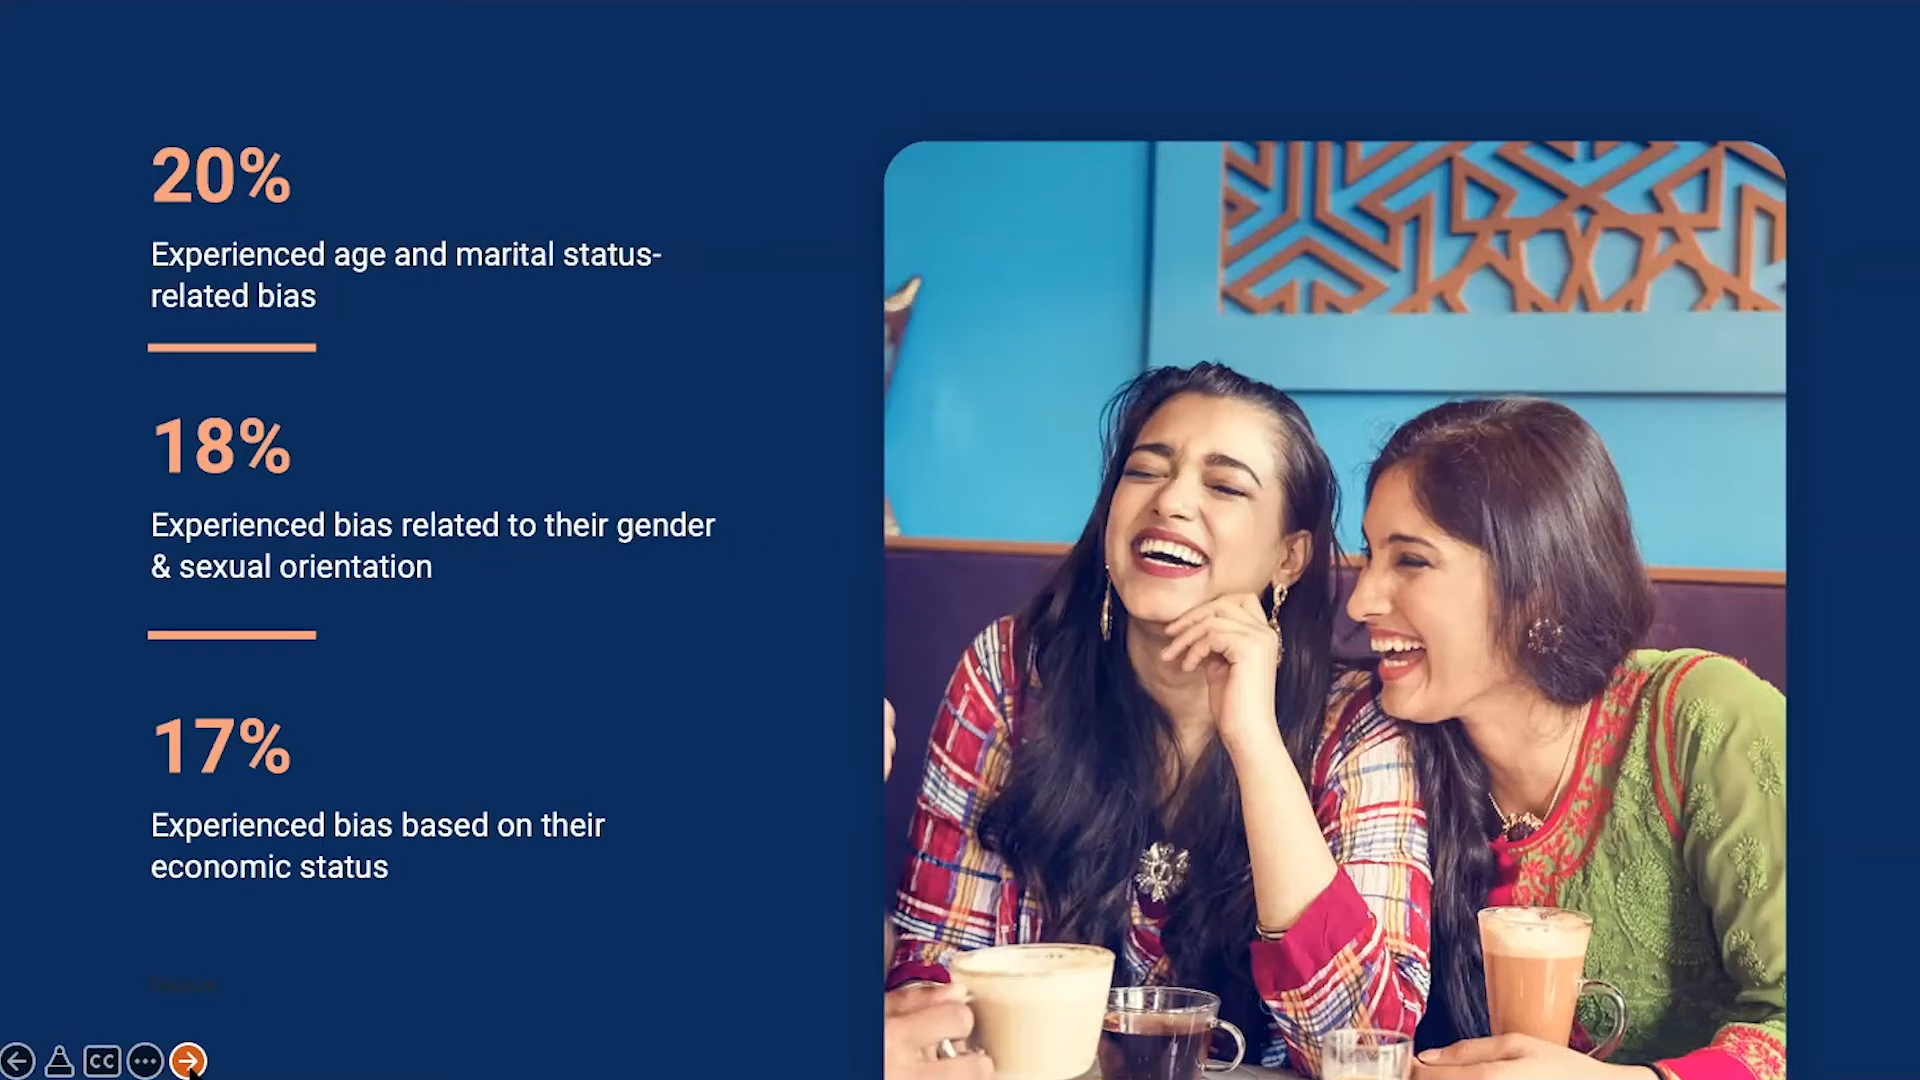 20%
Experienced age and marital status-
related bias
18%
Experienced bias related to their gender
& sexual orientation
17%
Experienced bias based on their
economic status
CC